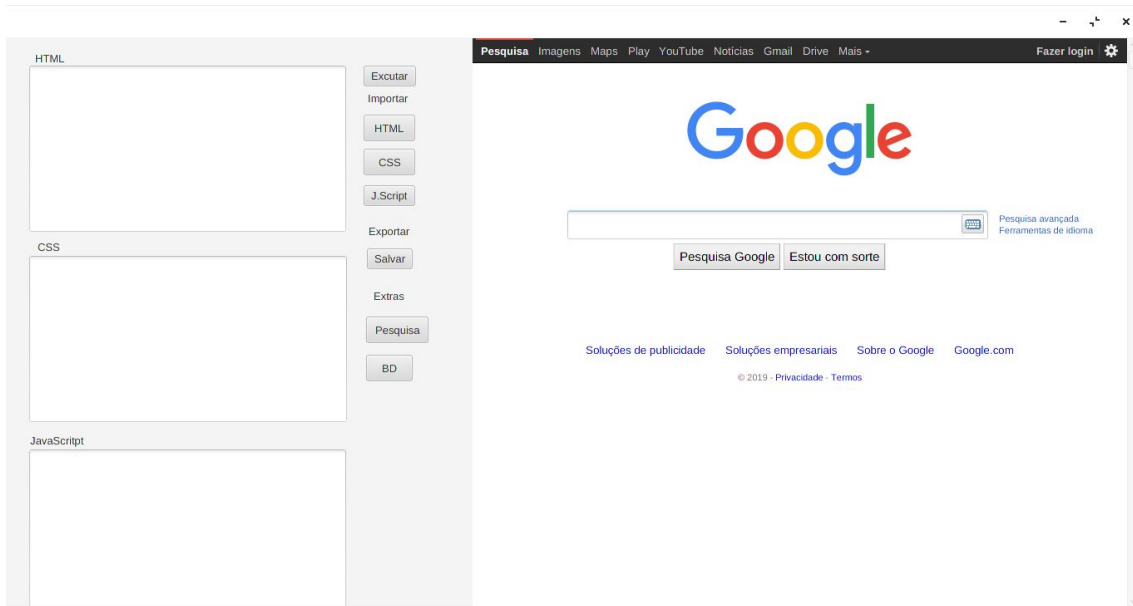 HTML
Excutar
Importar
HTML
CSS
J.Script
Exportar
Salvar
Extras
Pesquisa
BD
CSS
JavaScritpt
Pesquisa Imagens Maps Play YouTube Notícias Gmail Drive Mais
Fazer login
Google
Pesquisa avançada
Ferramentas de idioma
Pesquisa Google Estou com sorte
Soluções de publicidade Soluções empresariais Sobre o Google Google.com
© 2019 - Privacidade - Termos